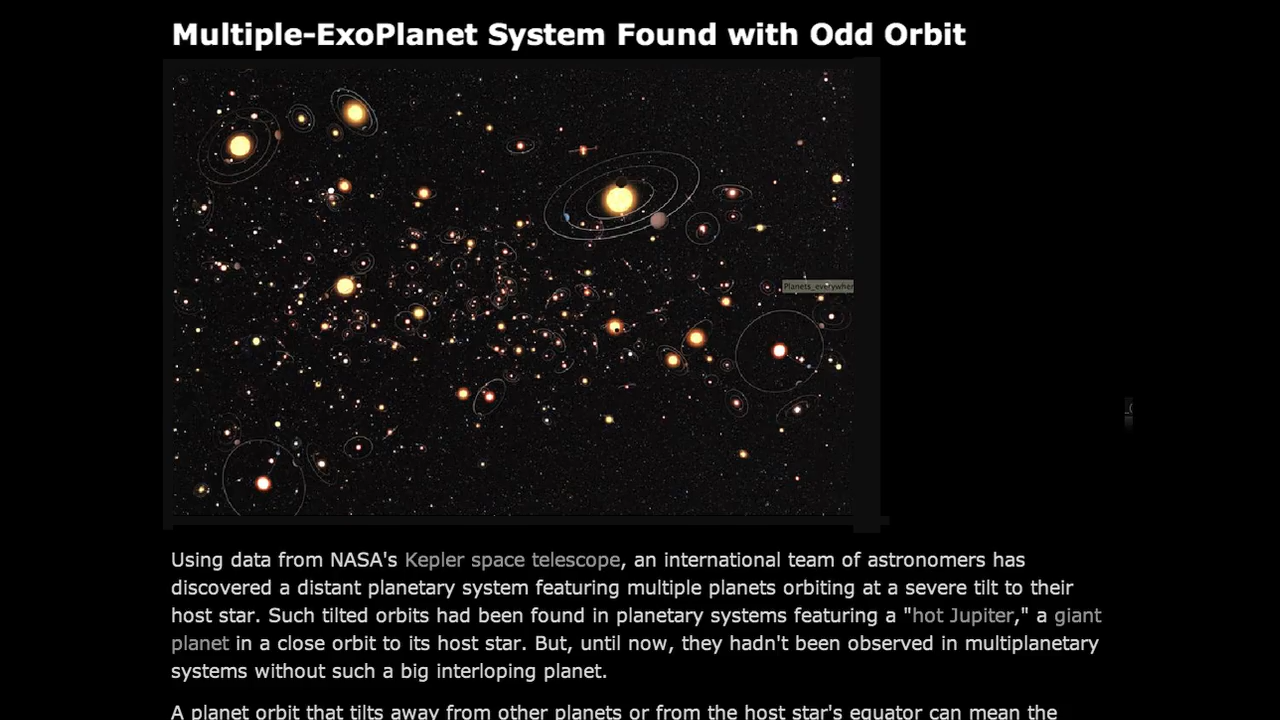 Multiple-ExoPlanet System Found with Odd Orbit
Planets_everywher
Using data from NASA's Kepler space telescope, an international team of astronomers has
discovered a distant planetary system featuring multiple planets orbiting at a severe tilt to their
host star. Such tilted orbits had been found in planetary systems featuring a "hot Jupiter," a giant
planet in a close orbit to its host star. But, until now, they hadn't been observed in multiplanetary
systems without such a big interloping planet.
A planet orbit that tilts away from other planets or from the host star's equator can mean the